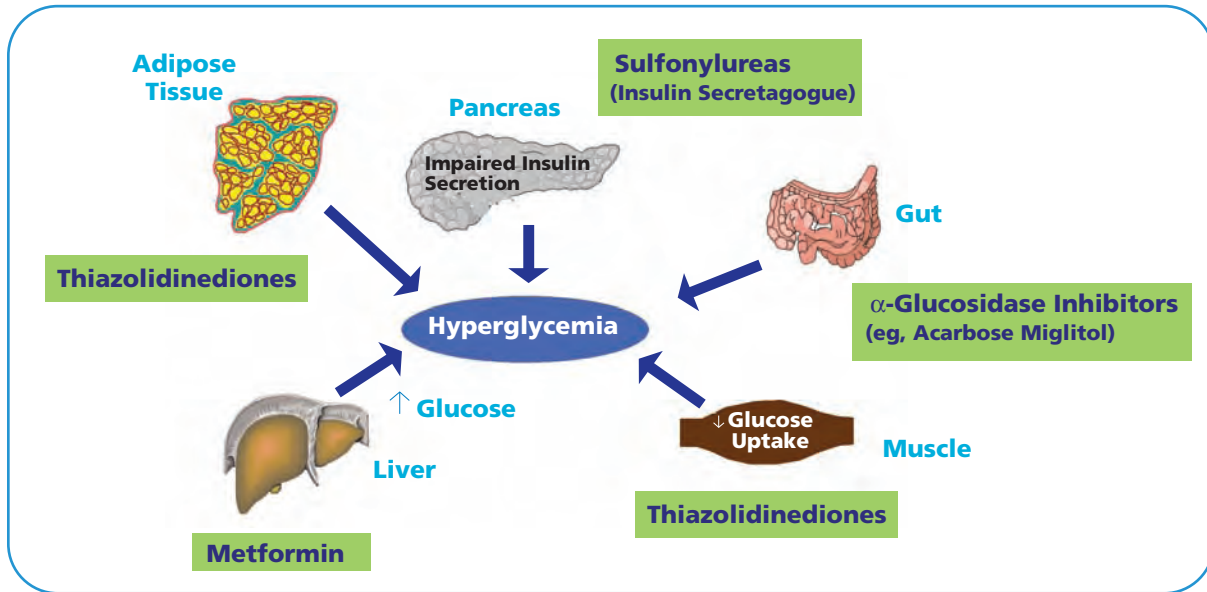 Adipose
Tissue
Thiazolidinediones
Pancreas
Impaired Insulin
Secretion
Sulfonylureas
(Insulin Secretagogue)
Gut
α-Glucosidase Inhibitors
(eg, Acarbose Miglitol)
Hyperglycemia
↑ Glucose
Liver
Metformin
↓ Glucose
Uptake
Muscle
Thiazolidinediones